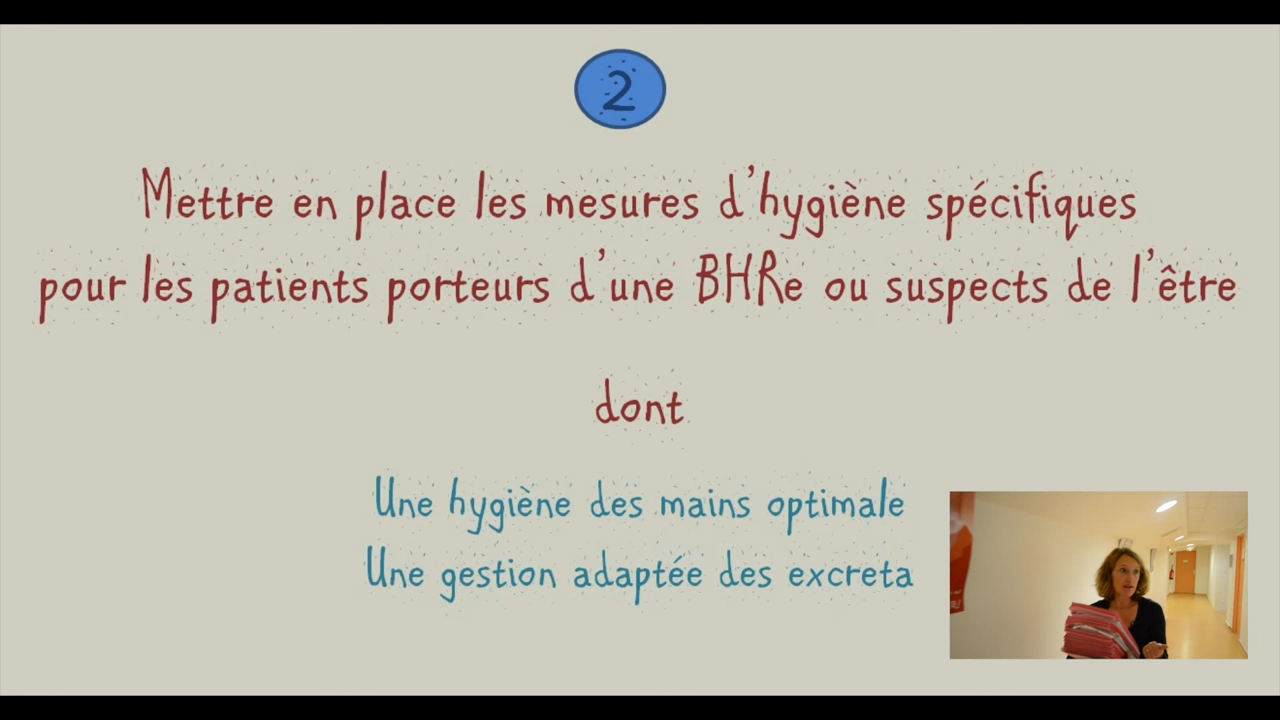 2
Mettre en place les mesures d'hygiène spécifiques
pour les patients porteurs d'une BHRe ou suspects de l'être
dont
Une hygiène des mains optimale
Une gestion adaptée des excreta